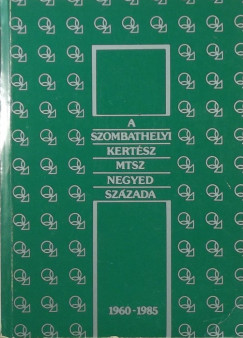 A
SZOMBATHELYI
KERTÉSZ
MTSZ
NEGYED
SZÁZADA
1960-1985